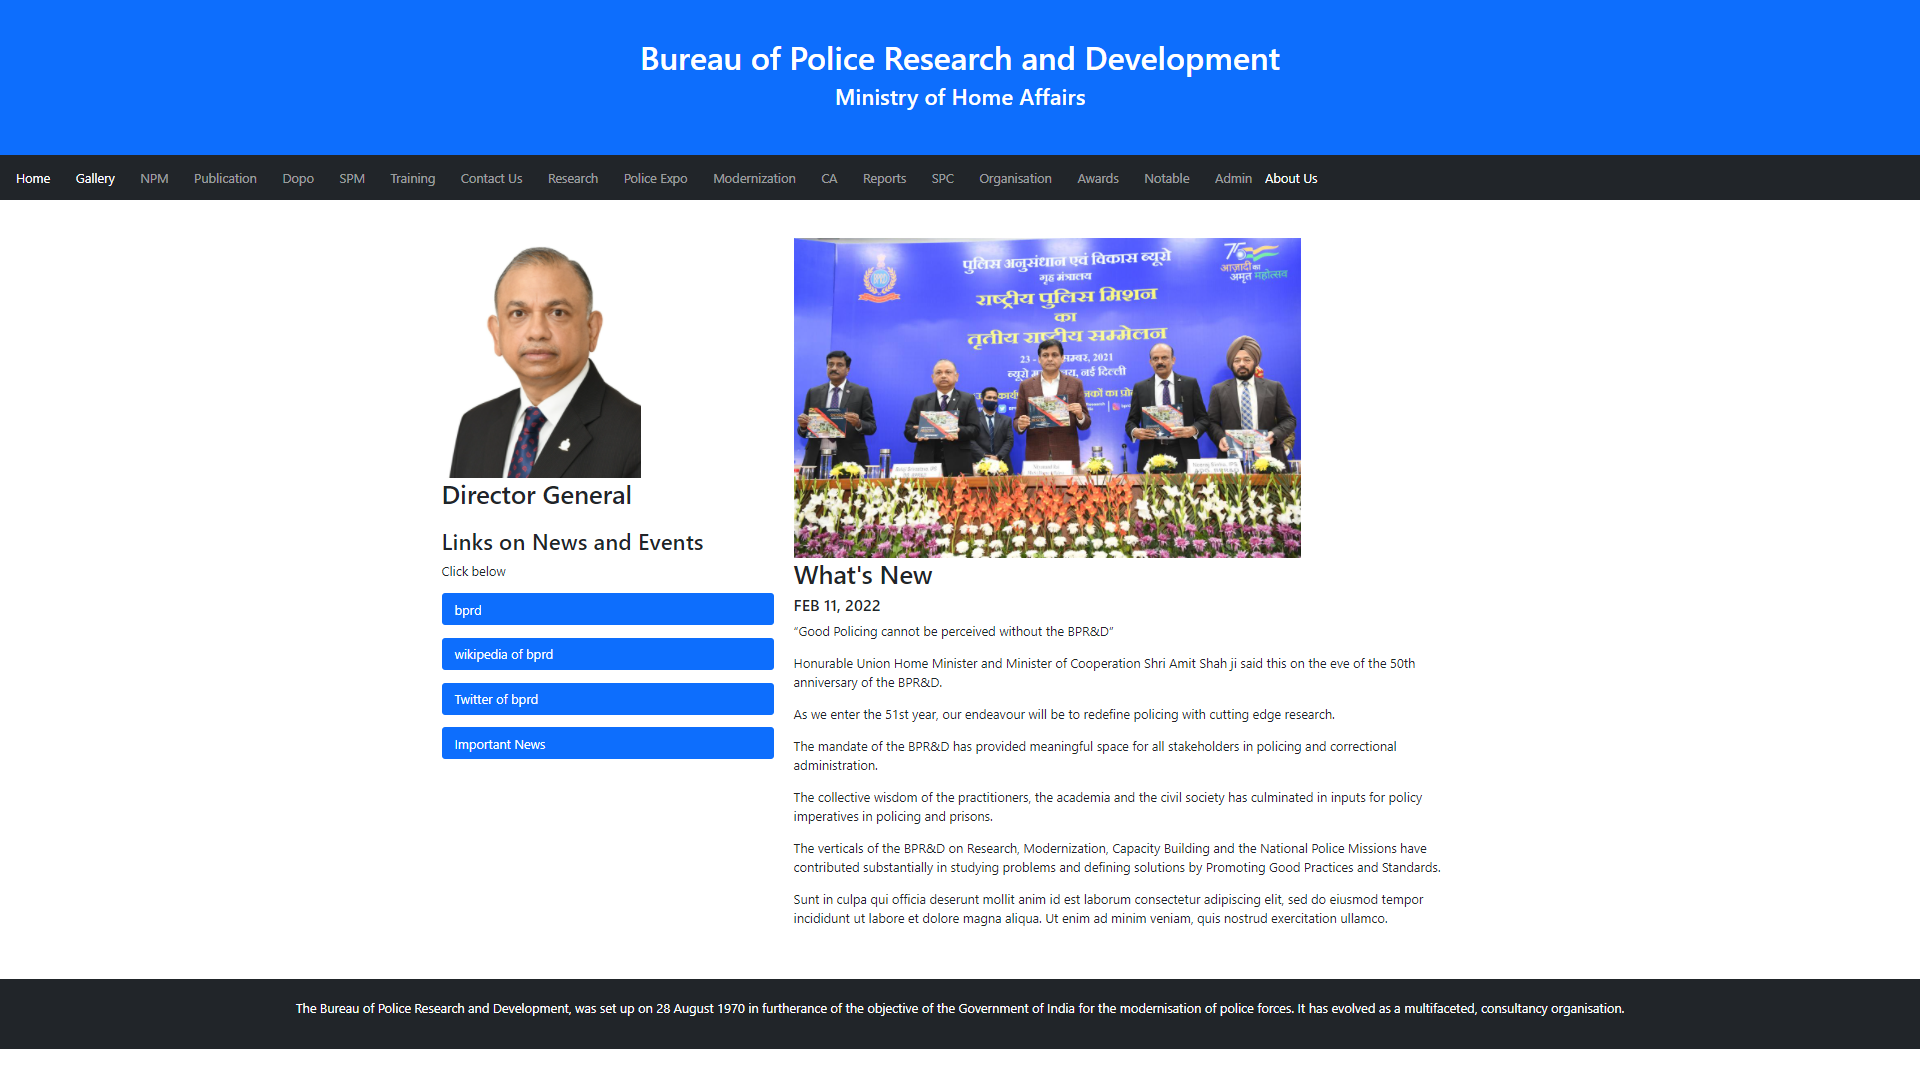 Bureau of Police Research and Development
Ministry of Home Affairs
Home Gallery NPM Publication Dopo SPM Training Contact Us Research Police Expo Modernization CA Reports SPC Organisation Awards Notable Admin About Us
Director General
Links on News and Events
Click below
bprd
wikipedia of bprd
Twitter of bprd
Important News
पुलिस अनुसंधान एवं विकास ब्यूरो
गृह मंत्रालय
राष्ट्रीय पुलिस मिशन
का
तृतीय राष्ट्रीय सम्मेलन
23 - 2021
नई दिल्ली
75
आज़ादी का
अमृत महोत्सव
What's New
FEB 11, 2022
“Good Policing cannot be perceived without the BPR&D”
Honurable Union Home Minister and Minister of Cooperation Shri Amit Shah ji said this on the eve of the 50th
anniversary of the BPR&D.
As we enter the 51st year, our endeavour will be to redefine policing with cutting edge research.
The mandate of the BPR&D has provided meaningful space for all stakeholders in policing and correctional
administration.
The collective wisdom of the practitioners, the academia and the civil society has culminated in inputs for policy
imperatives in policing and prisons.
The verticals of the BPR&D on Research, Modernization, Capacity Building and the National Police Missions have
contributed substantially in studying problems and defining solutions by Promoting Good Practices and Standards.
Sunt in culpa qui officia deserunt mollit anim id est laborum consectetur adipiscing elit, sed do eiusmod tempor
incididunt ut labore et dolore magna aliqua. Ut enim ad minim veniam, quis nostrud exercitation ullamco.
The Bureau of Police Research and Development, was set up on 28 August 1970 in furtherance of the objective of the Government of India for the modernisation of police forces. It has evolved as a multifaceted, consultancy organisation.